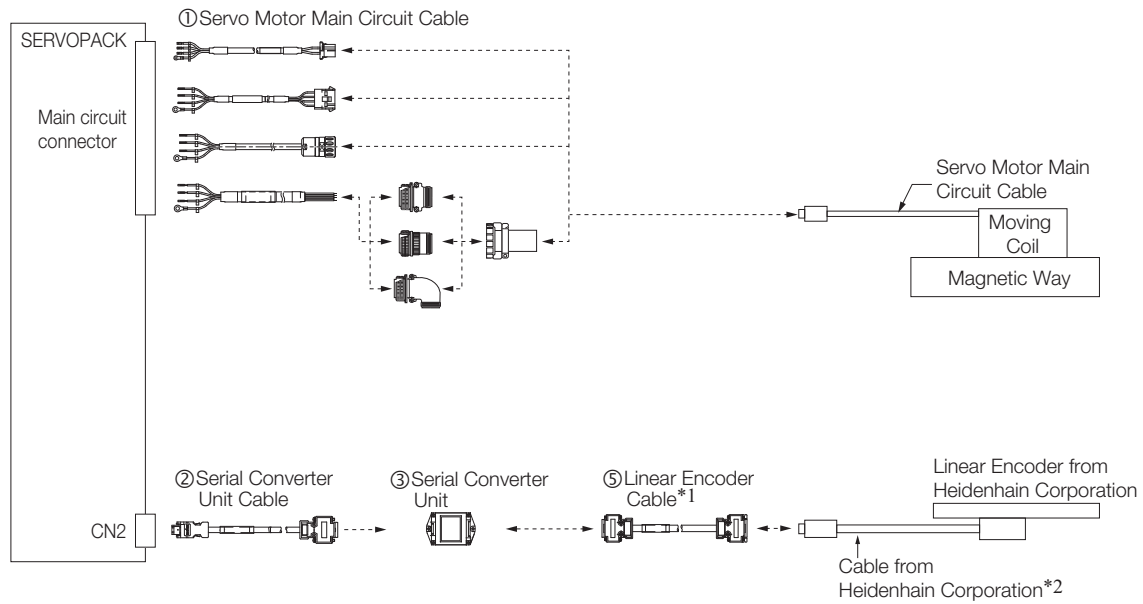 ①Servo Motor Main Circuit Cable
SERVOPACK
Main circuit
connector
Servo Motor Main
Circuit Cable
Moving
Coil
Magnetic Way
②Serial Converter
Unit Cable
③Serial Converter
Unit
⑤Linear Encoder
Cable*1
Linear Encoder from
Heidenhain Corporation
CN2
Cable from
Heidenhain Corporation*2